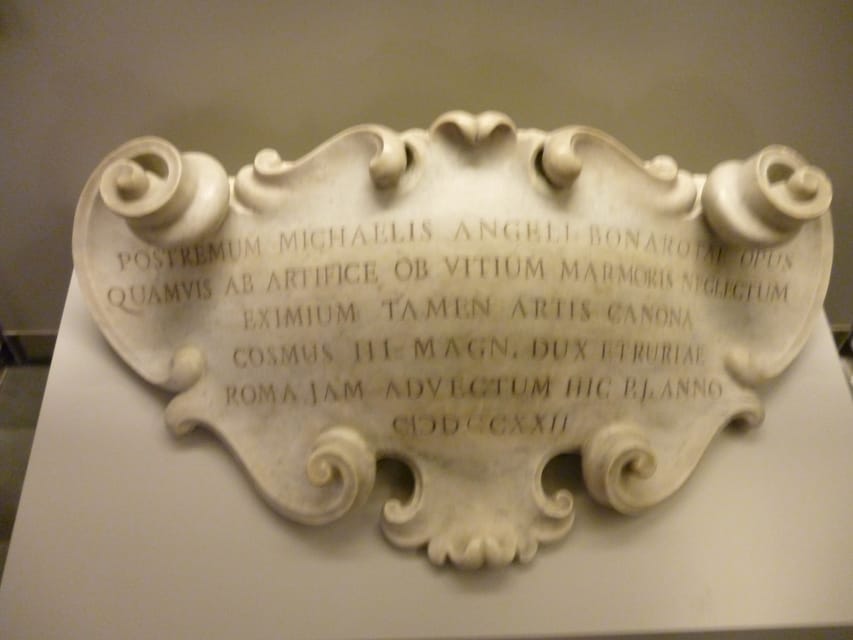 POSTREMUM MICHAELIS ANGELI BONAROTAE OPUS
QUAMVIS AB ARTIFICE OB VITIUM MARMORIS NEGLECTUM
EXIMIUM TAMEN ARTIS CANONA
COSMUS III MAGN. DUX ETRURIAE
ROMA JAM ADVECTUM HIC P.J. ANNO
CIƆDCCXXII